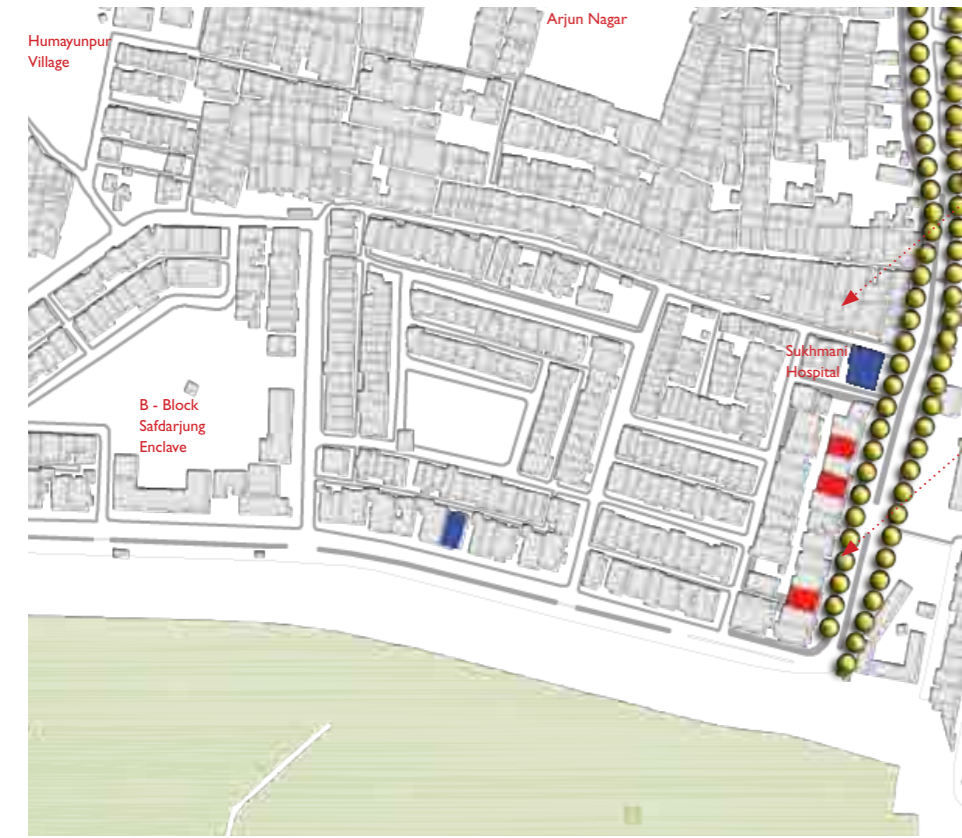 Arjun Nagar
Humayunpur
Village
Sukhmani
Hospital
B - Block
Safdarjung
Enclave